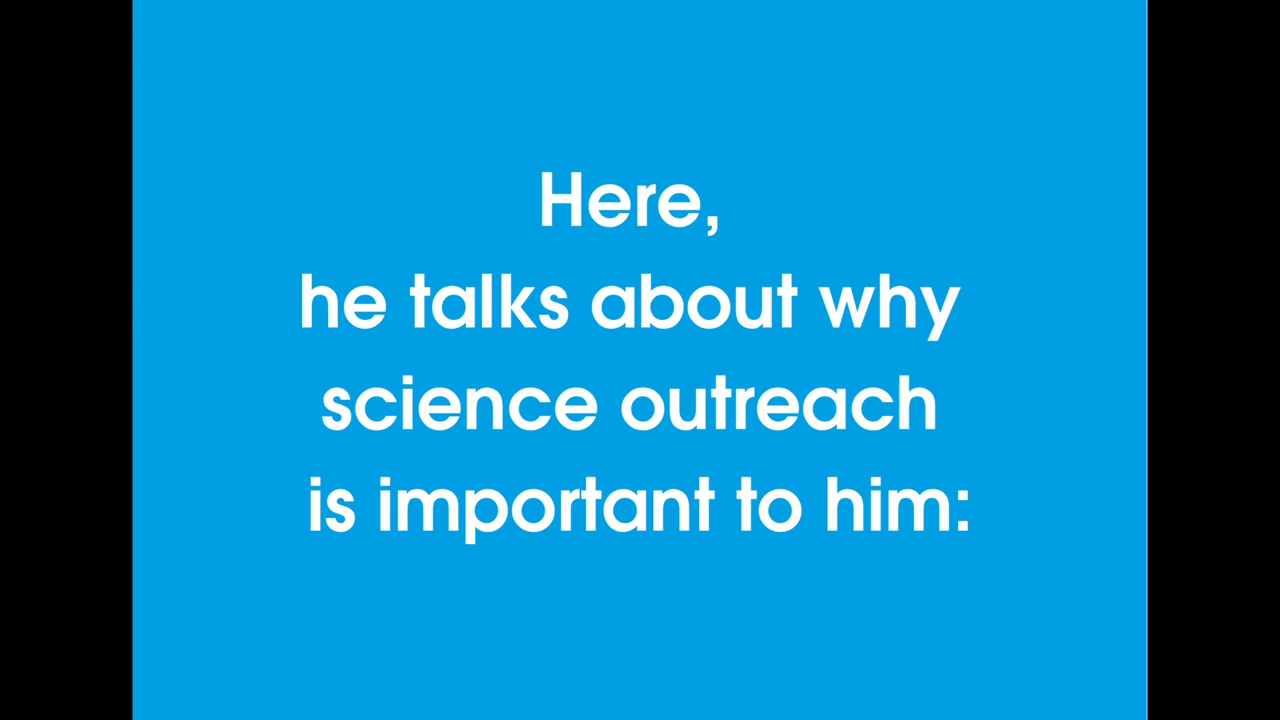 Here,
he talks about why
science outreach
is important to him: